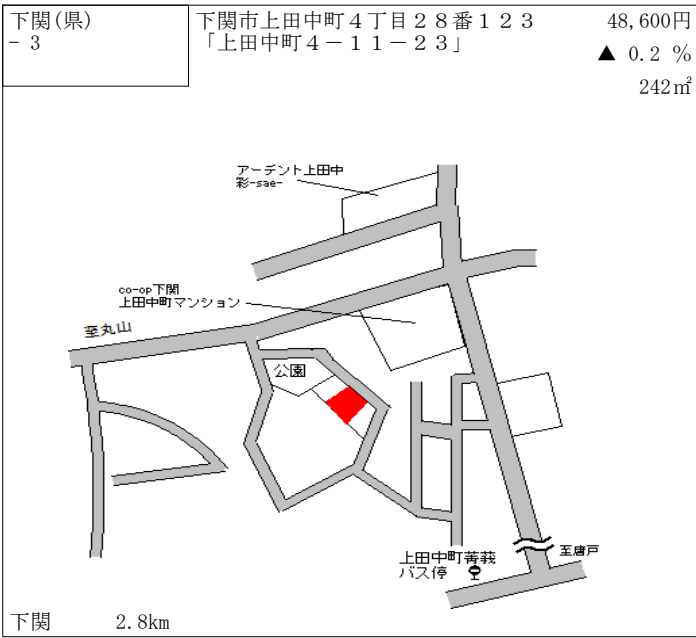 下関(県)
- 3
下関市上田中町４丁目２８番１２３
「上田中町４－１１－２３」
48,600円
▲ 0.2 %
242㎡
アーデント上田中
彩-sae-
co-op下関
上田中町マンション
至丸山
公園
上田中町菁莪
バス停
至唐戸
下関 2.8km